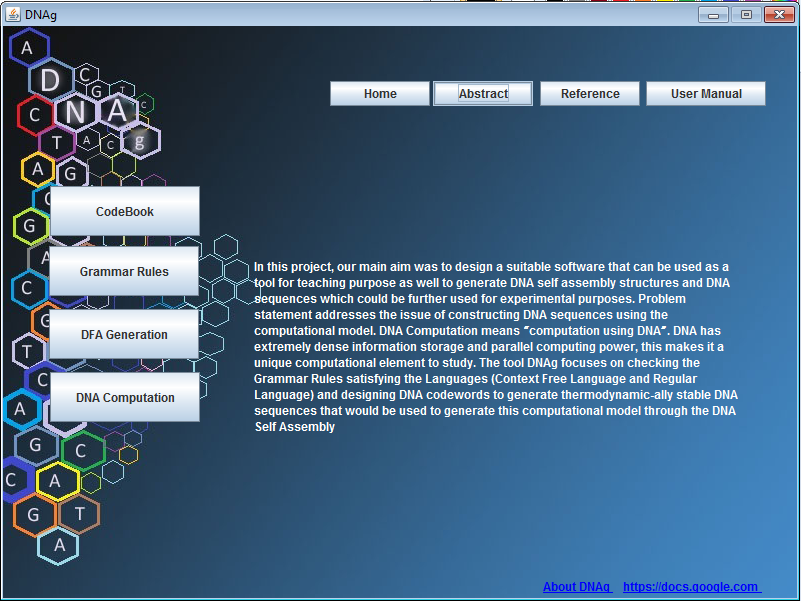 DNAg
Home Abstract Reference User Manual
A
D C
G T
C N A C
T A C g
A G
C
CodeBook
G
A
Grammar Rules
C
G
DFA Generation
T
C
DNA Computation
A
G C
C A
G T
A
In this project, our main aim was to design a suitable software that can be used as a
tool for teaching purpose as well to generate DNA self assembly structures and DNA
sequences which could be further used for experimental purposes. Problem
statement addresses the issue of constructing DNA sequences using the
computational model. DNA Computation means “computation using DNA”. DNA has
extremely dense information storage and parallel computing power, this makes it a
unique computational element to study. The tool DNAg focuses on checking the
Grammar Rules satisfying the Languages (Context Free Language and Regular
Language) and designing DNA codewords to generate thermodynamic-ally stable DNA
sequences that would be used to generate this computational model through the DNA
Self Assembly
About DNAg https://docs.google.com